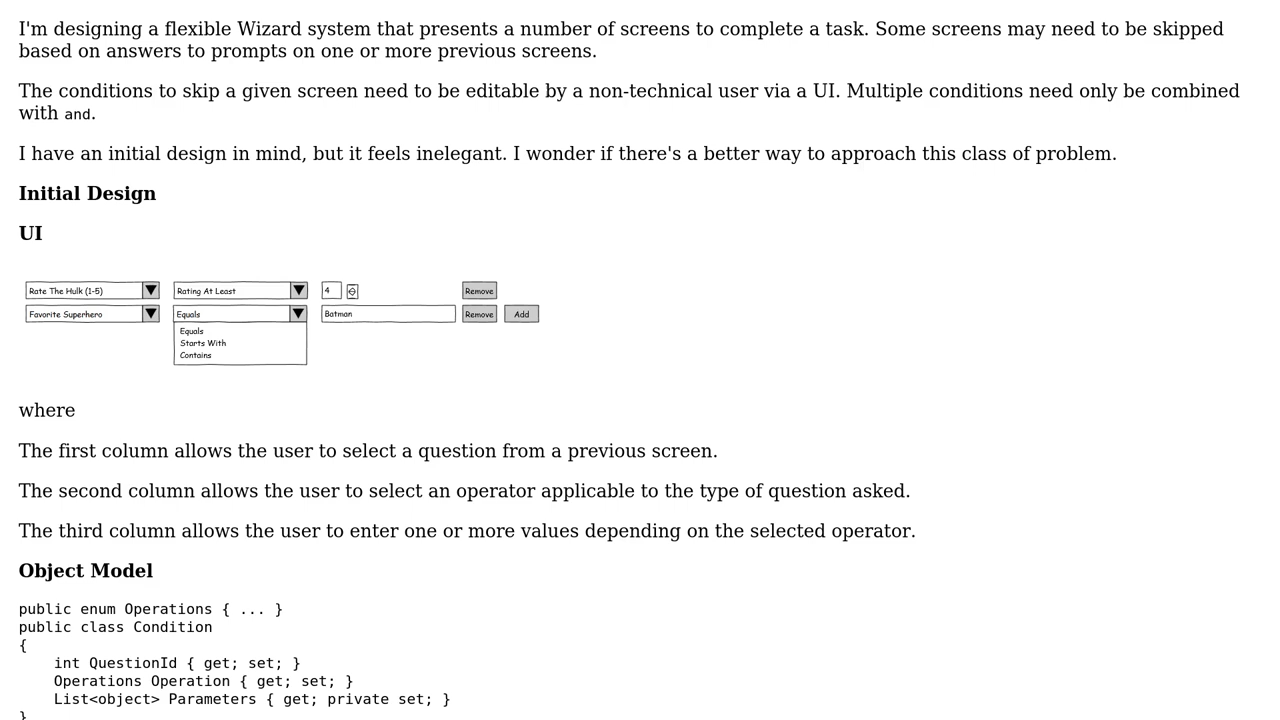 I'm designing a flexible Wizard system that presents a number of screens to complete a task. Some screens may need to be skipped
based on answers to prompts on one or more previous screens.
The conditions to skip a given screen need to be editable by a non-technical user via a UI. Multiple conditions need only be combined
with and.
I have an initial design in mind, but it feels inelegant. I wonder if there's a better way to approach this class of problem.
Initial Design
UI
Rate The Hulk (1-5) Rating At Least 4 Remove
Favorite Superhero Equals Batman Remove Add
Equals
Starts With
Contains
where
The first column allows the user to select a question from a previous screen.
The second column allows the user to select an operator applicable to the type of question asked.
The third column allows the user to enter one or more values depending on the selected operator.
Object Model
public enum Operations { ... }
public class Condition
{
    int QuestionId { get; set; }
    Operations Operation { get; set; }
    List<object> Parameters { get; private set; }
}